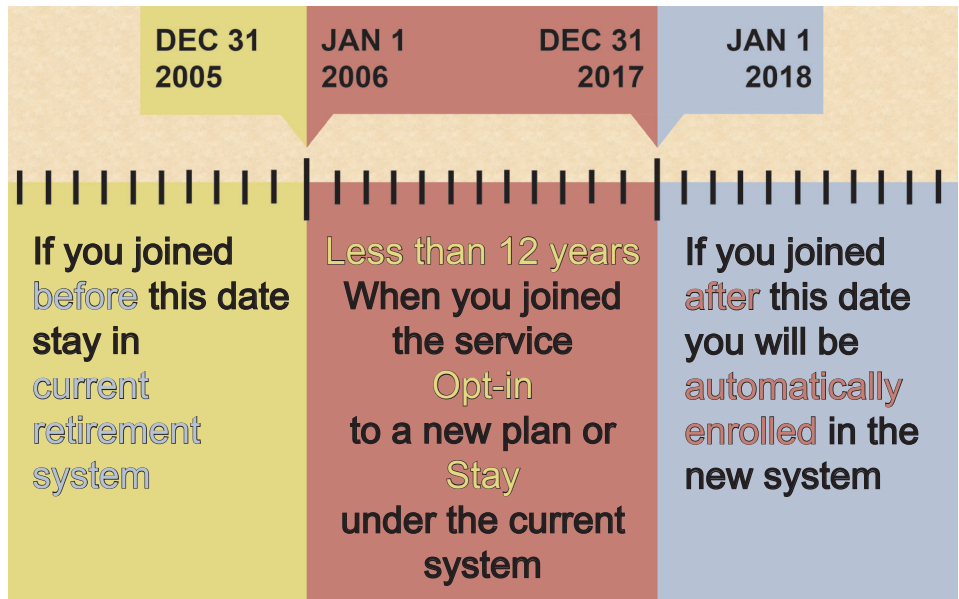 DEC 31
2005
JAN 1
2006
DEC 31
2017
JAN 1
2018
If you joined
before this date
stay in
current
retirement
system
Less than 12 years
When you joined
the service
Opt-in
to a new plan or
Stay
under the current
system
If you joined
after this date
you will be
automatically
enrolled in the
new system